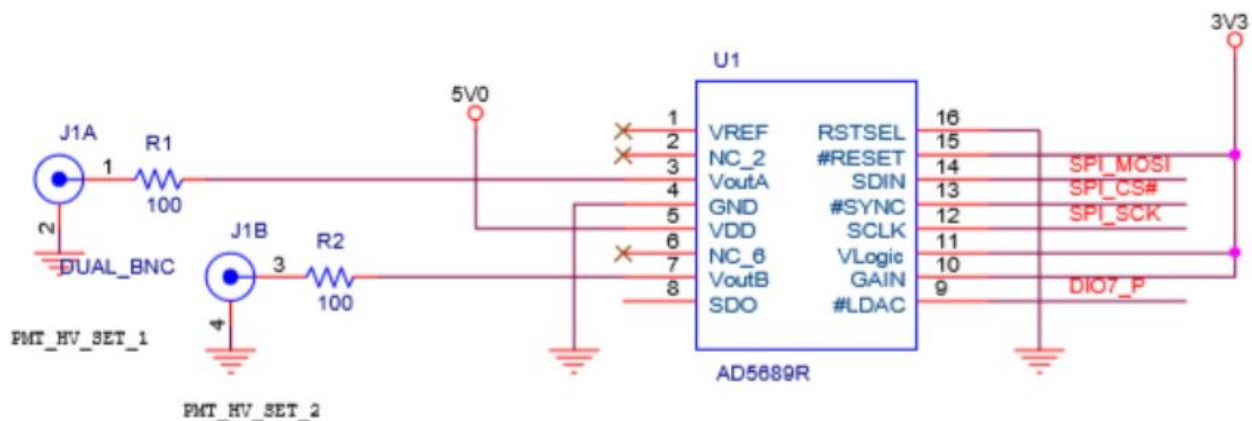 3V3
U1
5V0
J1A
R1
1
100
2
DUAL_BNC
J1B
R2
3
100
4
PMT_HV_SET_1
PMT_HV_SET_2
1 VREF RSTSEL 16
2 NC_2 #RESET 15
3 VoutA SDIN 14 SPI_MOSI
4 GND #SYNC 13 SPI_CS#
5 VDD SCLK 12 SPI_SCK
6 NC_6 VLogic 11
7 VoutB GAIN 10
8 SDO #LDAC 9 DIO7_P
AD5689R